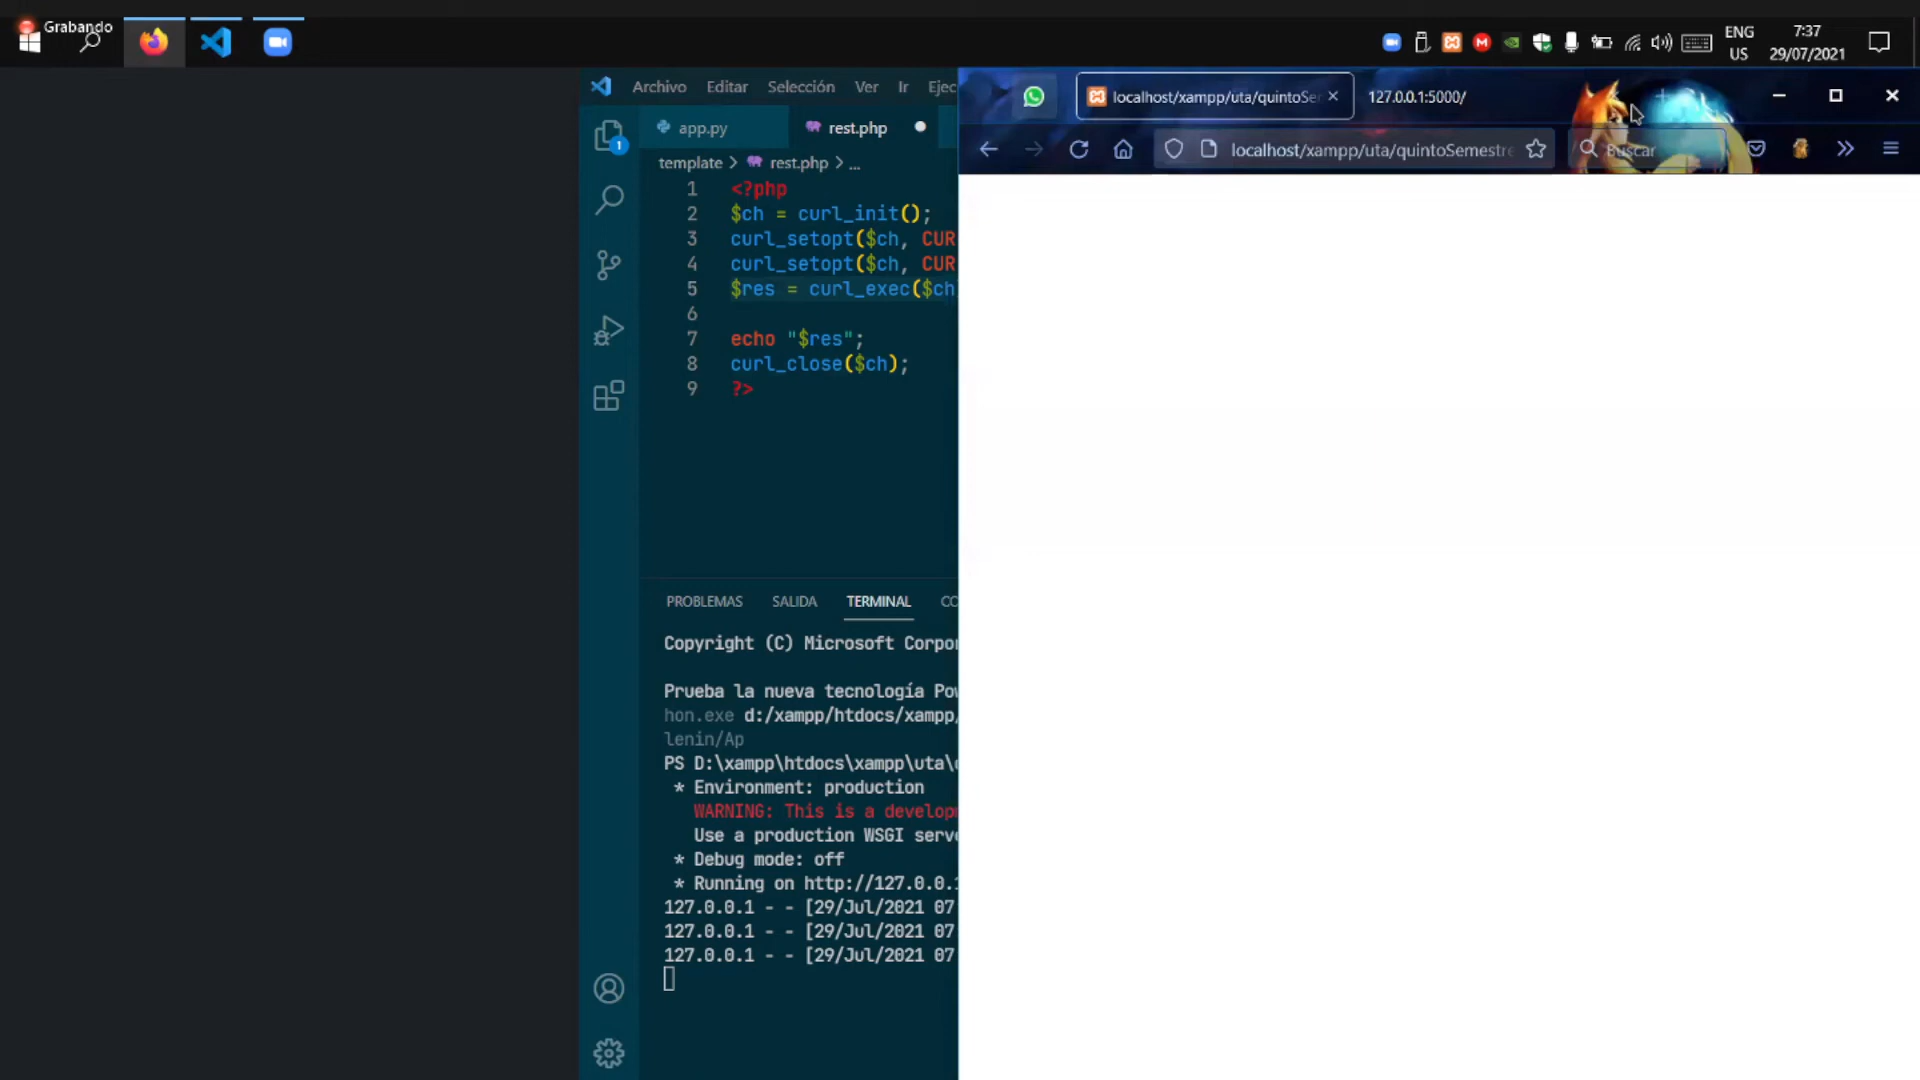 Grabando
ENG
US
7:37
29/07/2021
Archivo Editar Selección Ver Ir Ejec
app.py rest.php
1
template > rest.php > ...
1 <?php
2 $ch = curl_init();
3 curl_setopt($ch, CUR
4 curl_setopt($ch, CUR
5 $res = curl_exec($ch
6
7 echo "$res";
8 curl_close($ch);
9 ?>
PROBLEMAS SALIDA TERMINAL CO
Copyright (C) Microsoft Corpo
Prueba la nueva tecnología Po
hon.exe d:/xampp/htdocs/xampp/
lenin/Ap
PS D:\xampp\htdocs\xampp\uta\
* Environment: production
WARNING: This is a develop
Use a production WSGI serve
* Debug mode: off
* Running on http://127.0.0.1
127.0.0.1 - - [29/Jul/2021 07
127.0.0.1 - - [29/Jul/2021 07
127.0.0.1 - - [29/Jul/2021 07
localhost/xampp/uta/quintoSe
127.0.0.1:5000/
localhost/xampp/uta/quintoSemestre
Buscar